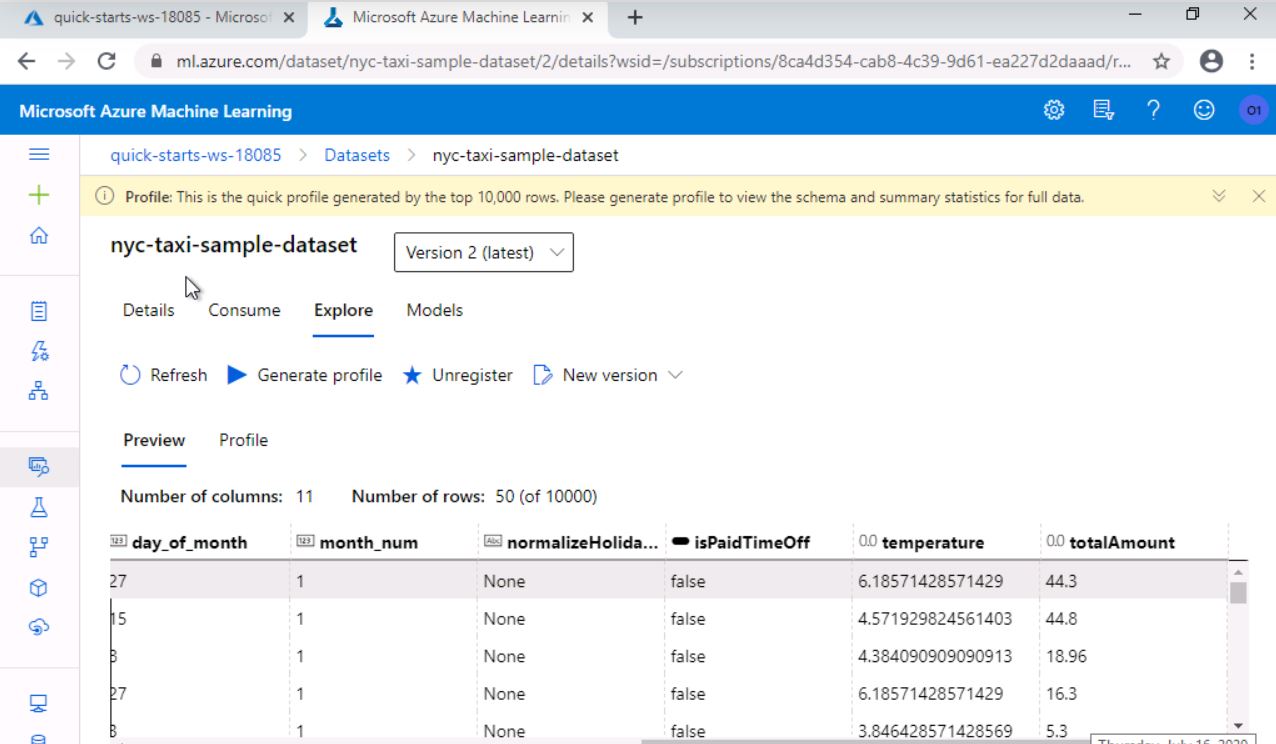 quick-starts-ws-18085 - Microsof
Microsoft Azure Machine Learnin
ml.azure.com/dataset/nyc-taxi-sample-dataset/2/details?wsid=/subscriptions/8ca4d354-cab8-4c39-9d61-ea227d2daaad/r...
Microsoft Azure Machine Learning
O1
quick-starts-ws-18085 > Datasets > nyc-taxi-sample-dataset
Profile: This is the quick profile generated by the top 10,000 rows. Please generate profile to view the schema and summary statistics for full data.
nyc-taxi-sample-dataset
Version 2 (latest)
Details Consume Explore Models
Refresh Generate profile Unregister New version
Preview Profile
Number of columns: 11 Number of rows: 50 (of 10000)
123 day_of_month 123 month_num Abc normalizeHolida... isPaidTimeOff 0.0 temperature 0.0 totalAmount
27 1 None false 6.18571428571429 44.3
15 1 None false 4.571929824561403 44.8
3 1 None false 4.384090909090913 18.96
27 1 None false 6.18571428571429 16.3
3 1 None false 3.846428571428569 5.3
Thursday, July 16, 2020